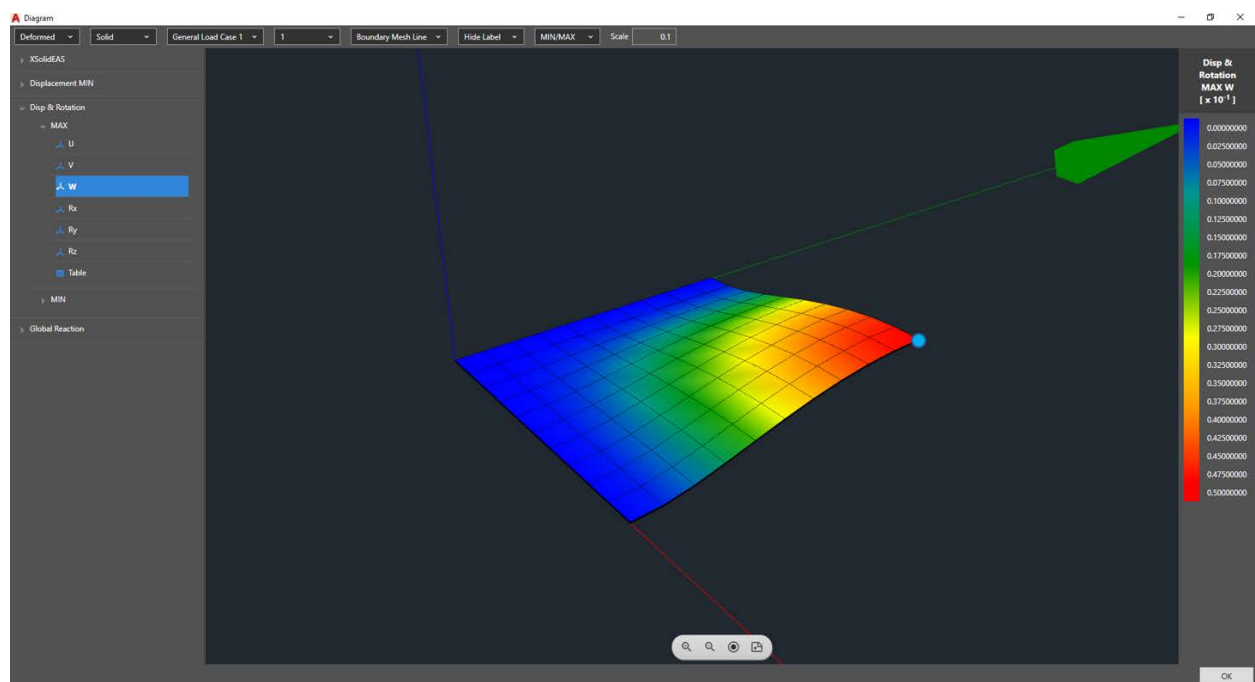 Diagram
Deformed Solid General Load Case 1 1 Boundary Mesh Line Hide Label MIN/MAX Scale 0.1
XSolidEAS
Displacement MIN
Disp & Rotation
MAX
U
V
W
Rx
Ry
Rz
Table
MIN
Global Reaction
Disp &
Rotation
MAX W
[ x 10⁻¹ ]
0.00000000
0.02500000
0.05000000
0.07500000
0.10000000
0.12500000
0.15000000
0.17500000
0.20000000
0.22500000
0.25000000
0.27500000
0.30000000
0.32500000
0.35000000
0.37500000
0.40000000
0.42500000
0.45000000
0.47500000
0.50000000
OK